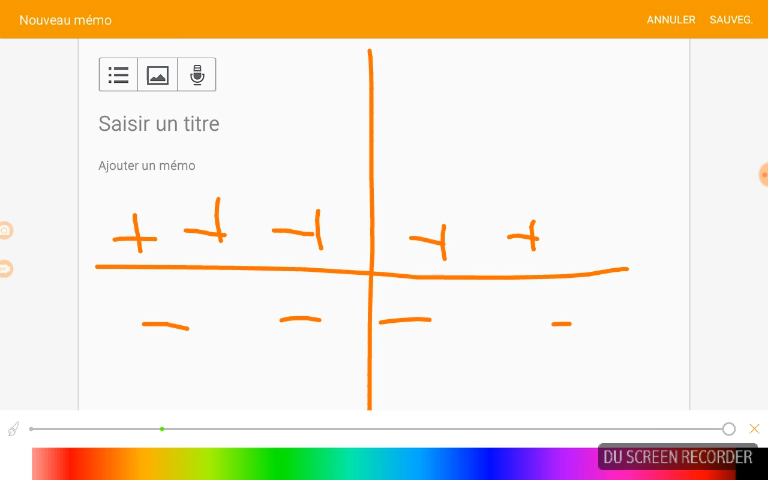 Nouveau mémo ANNULER SAUVEG.
Saisir un titre
Ajouter un mémo
+ + + + +
− − − −
DU SCREEN RECORDER